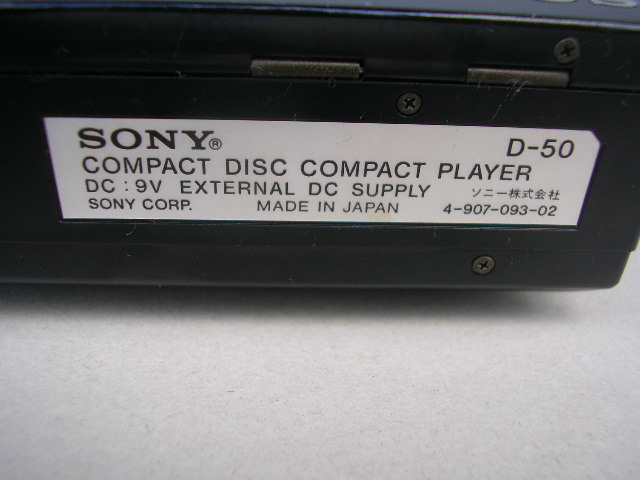 SONY® D-50
COMPACT DISC COMPACT PLAYER
DC : 9V EXTERNAL DC SUPPLY ソニー株式会社
SONY CORP. MADE IN JAPAN 4-907-093-02